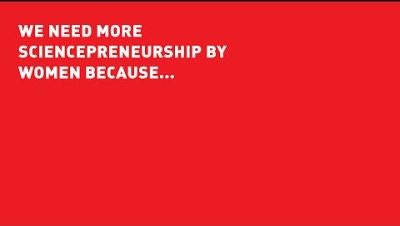 WE NEED MORE
SCIENCEPRENEURSHIP BY
WOMEN BECAUSE...